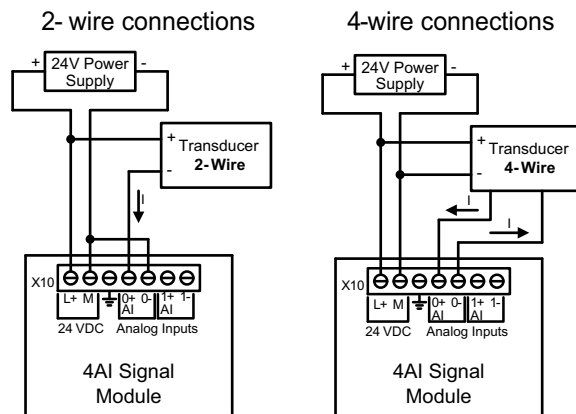 2- wire connections
+ 24V Power Supply -
+ Transducer
- 2-Wire
I
X10
L+ M 0+ 0- 1+ 1-
AI AI
24 VDC Analog Inputs
4AI Signal
Module
4-wire connections
+ 24V Power Supply -
+ Transducer
- 4-Wire
I
I
X10
L+ M 0+ 0- 1+ 1-
AI AI
24 VDC Analog Inputs
4AI Signal
Module